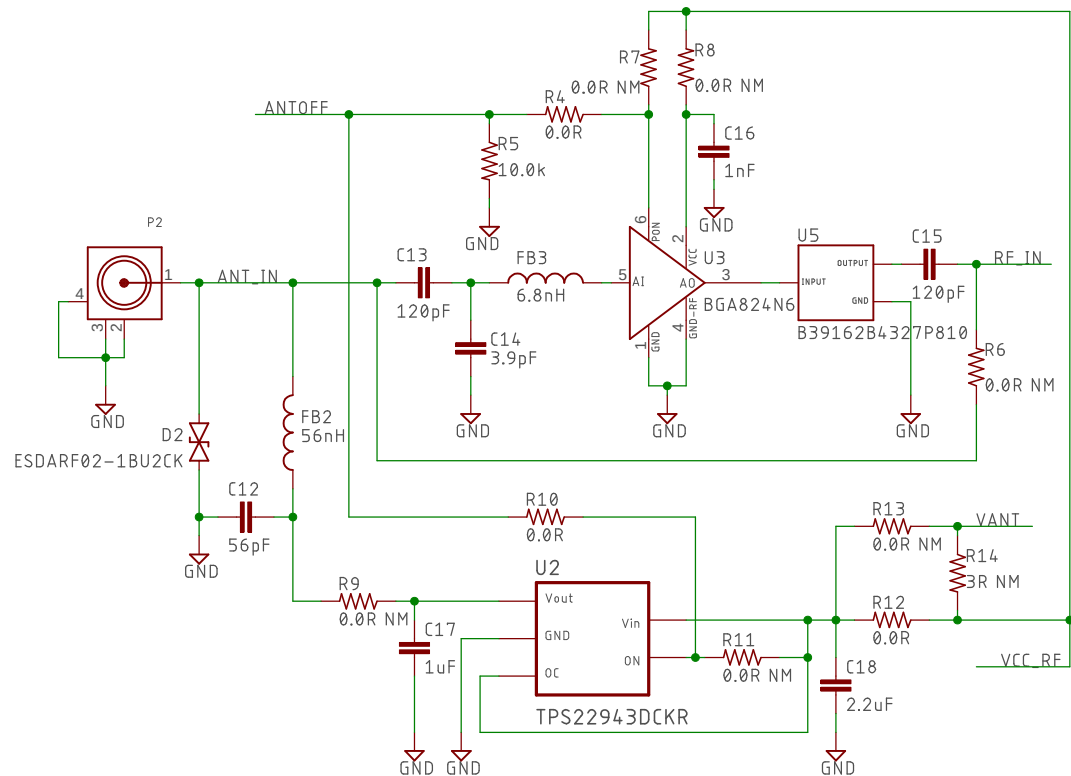 R7
0.0R NM
R8
0.0R NM
ANTOFF
R4
0.0R
R5
10.0k
GND
C16
1nF
GND
P2
1
4
3
2
GND
ANT_IN
C13
120pF
FB3
6.8nH
C14
3.9pF
GND
6
PON
2
VCC
U3
5
AI
AO
3
BGA824N6
1
GND
4
GND-RF
GND
U5
OUTPUT
INPUT
GND
B39162B4327P810
C15
120pF
RF_IN
R6
0.0R NM
GND
D2
ESDARF02-1BU2CK
FB2
56nH
C12
56pF
GND
R10
0.0R
R9
0.0R NM
C17
1uF
GND
GND
U2
Vout
GND
OC
Vin
ON
TPS22943DCKR
R11
0.0R NM
R13
0.0R NM
VANT
R14
3R NM
R12
0.0R
VCC_RF
C18
2.2uF
GND